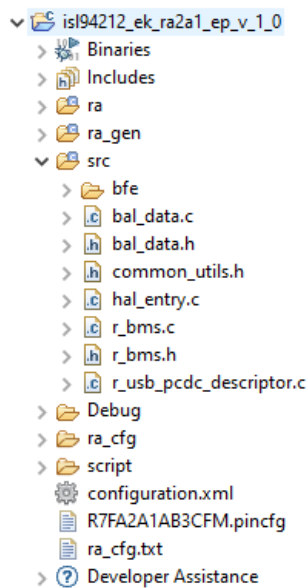 isl94212_ek_ra2a1_ep_v_1_0
Binaries
Includes
ra
ra_gen
src
bfe
bal_data.c
bal_data.h
common_utils.h
hal_entry.c
r_bms.c
r_bms.h
r_usb_pcdc_descriptor.c
Debug
ra_cfg
script
configuration.xml
R7FA2A1AB3CFM.pincfg
ra_cfg.txt
Developer Assistance